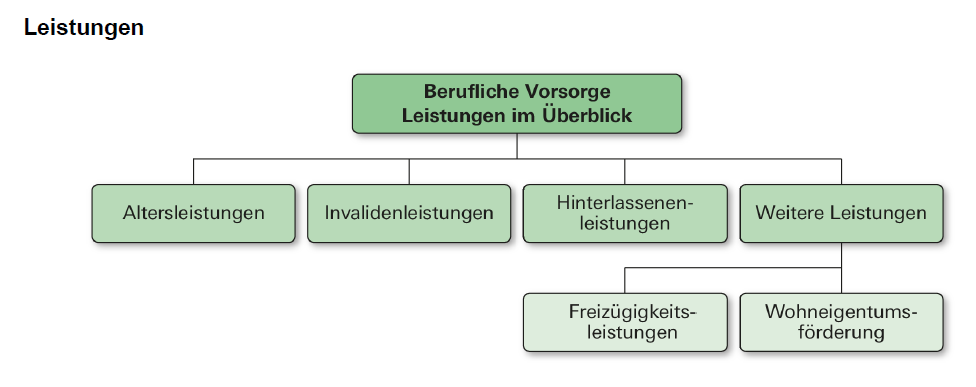 Leistungen
Berufliche Vorsorge
Leistungen im Überblick
Altersleistungen
Invalidenleistungen
Hinterlassenen-
leistungen
Weitere Leistungen
Freizügigkeits-
leistungen
Wohneigentums-
förderung